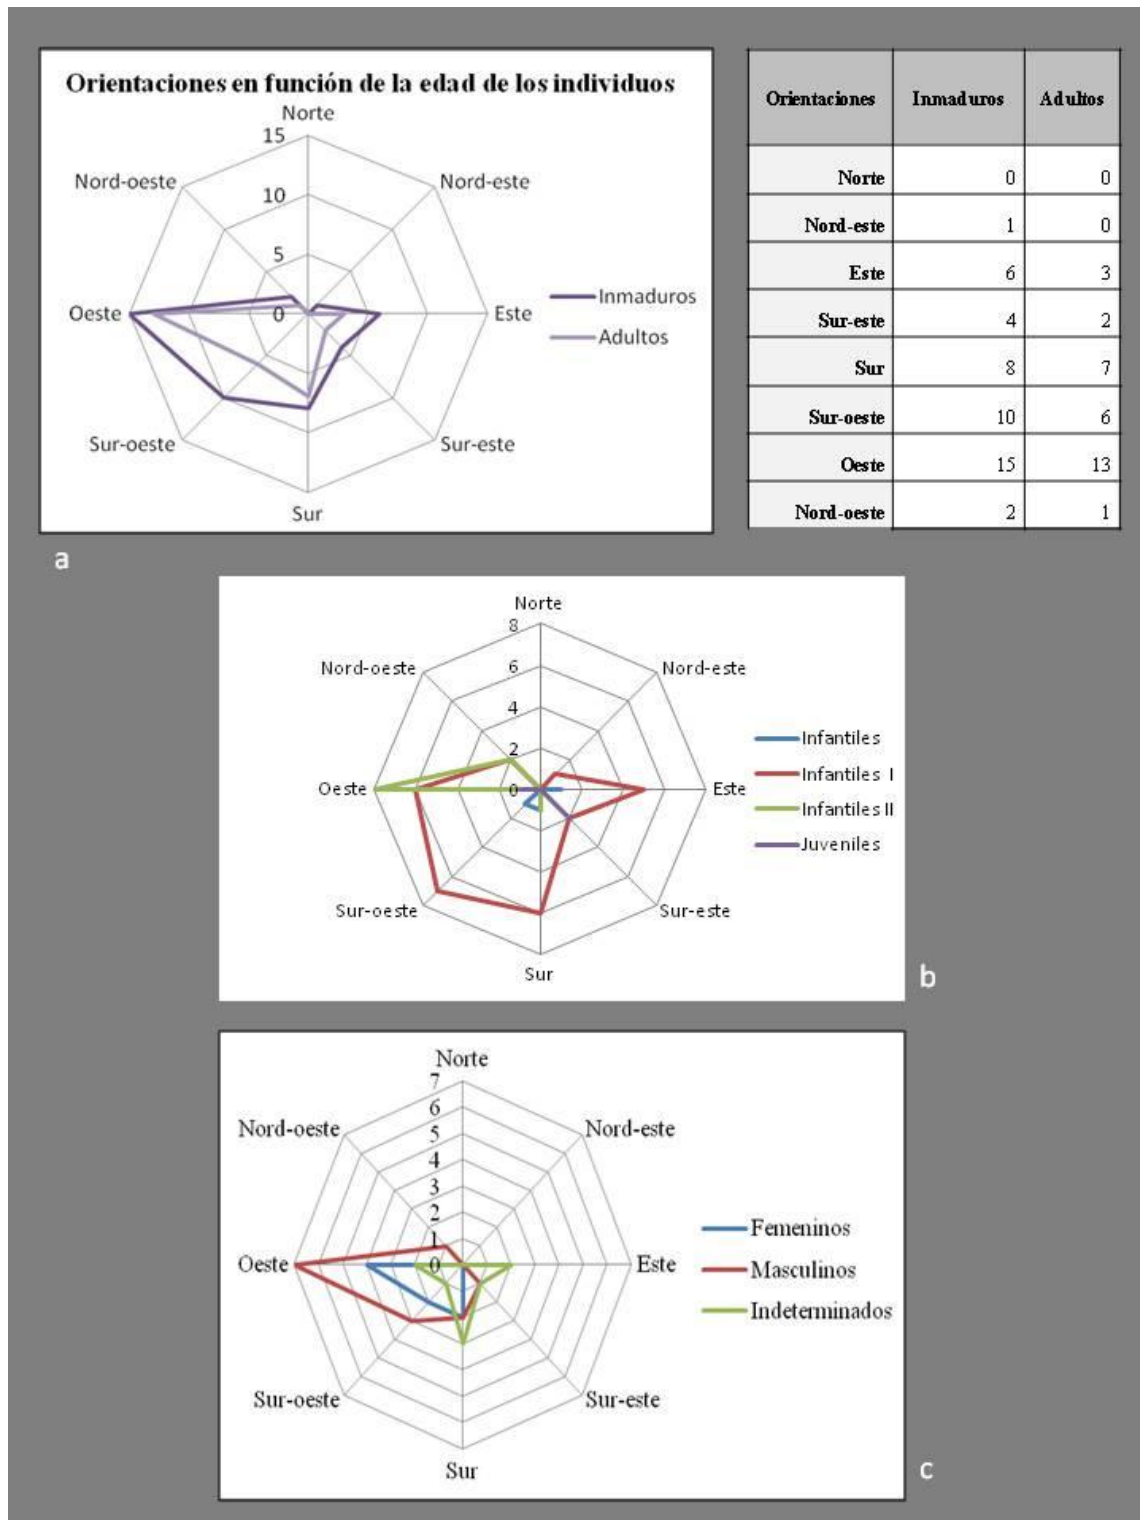 Orientaciones en función de la edad de los individuos
Norte
15
Nord-oeste
Nord-este
10
5
Oeste
0
Este
Inmaduros
Adultos
Sur-oeste
Sur-este
Sur
a
Orientaciones Inmaduros Adultos
Norte 0 0
Nord-este 1 0
Este 6 3
Sur-este 4 2
Sur 8 7
Sur-oeste 10 6
Oeste 15 13
Nord-oeste 2 1
Norte
8
Nord-oeste
6
Nord-este
4
2
Oeste
0
Este
Infantiles
Infantiles I
Infantiles II
Juveniles
Sur-oeste
Sur-este
Sur
b
Norte
7
6
Nord-oeste
Nord-este
5
4
3
2
1
Oeste
0
Este
Femeninos
Masculinos
Indeterminados
Sur-oeste
Sur-este
Sur
c